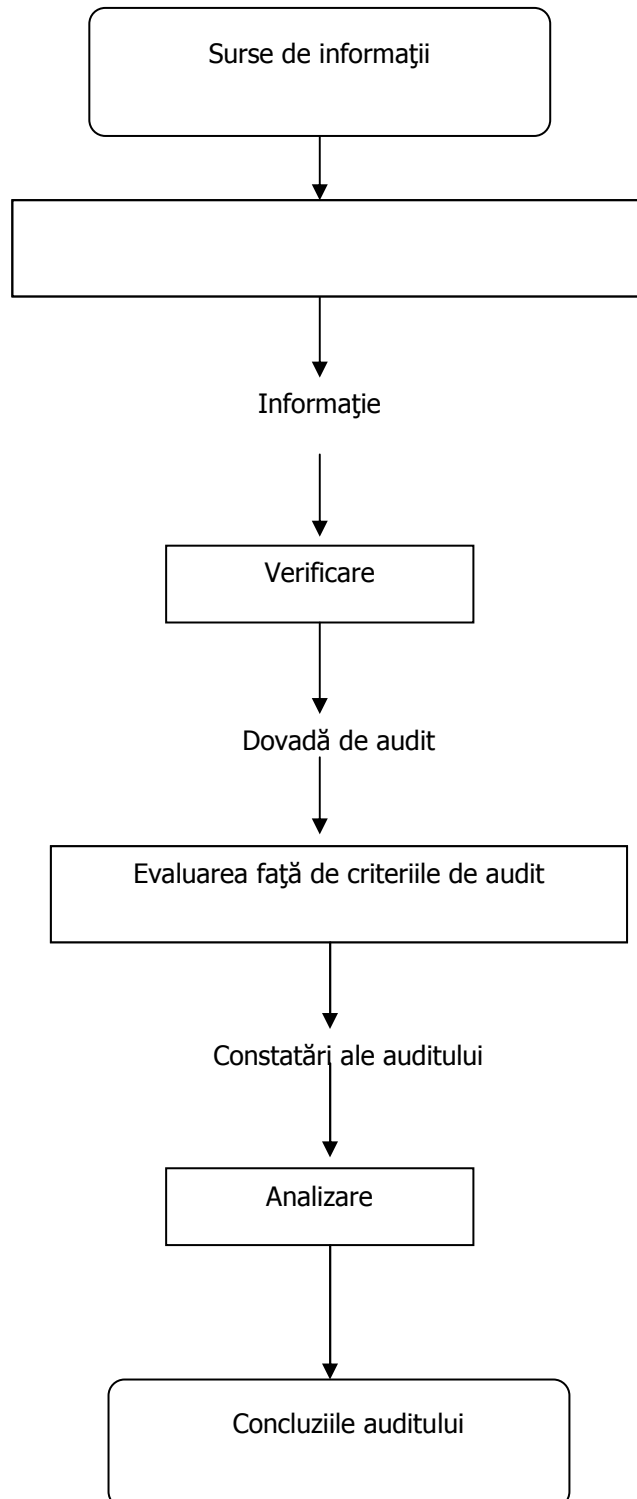 Surse de informaţii
Informaţie
Verificare
Dovadă de audit
Evaluarea faţă de criteriile de audit
Constatări ale auditului
Analizare
Concluziile auditului